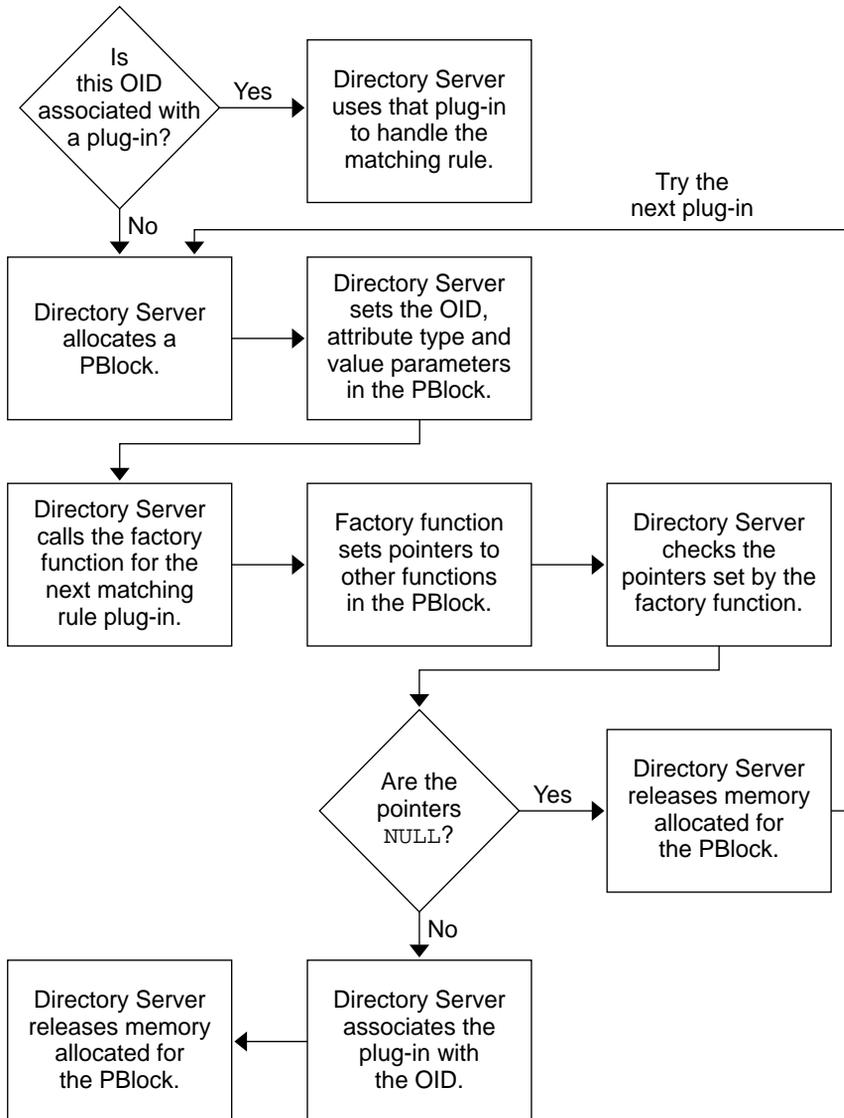 Is
this OID
associated with
a plug-in?
Yes
Directory Server
uses that plug-in
to handle the
matching rule.
Try the
next plug-in
No
Directory Server
allocates a
PBlock.
Directory Server
sets the OID,
attribute type and
value parameters
in the PBlock.
Directory Server
calls the factory
function for the
next matching
rule plug-in.
Factory function
sets pointers to
other functions
in the PBlock.
Directory Server
checks the
pointers set by the
factory function.
Are the
pointers
NULL?
Yes
Directory Server
releases memory
allocated for
the PBlock.
No
Directory Server
releases memory
allocated for
the PBlock.
Directory Server
associates the
plug-in with
the OID.